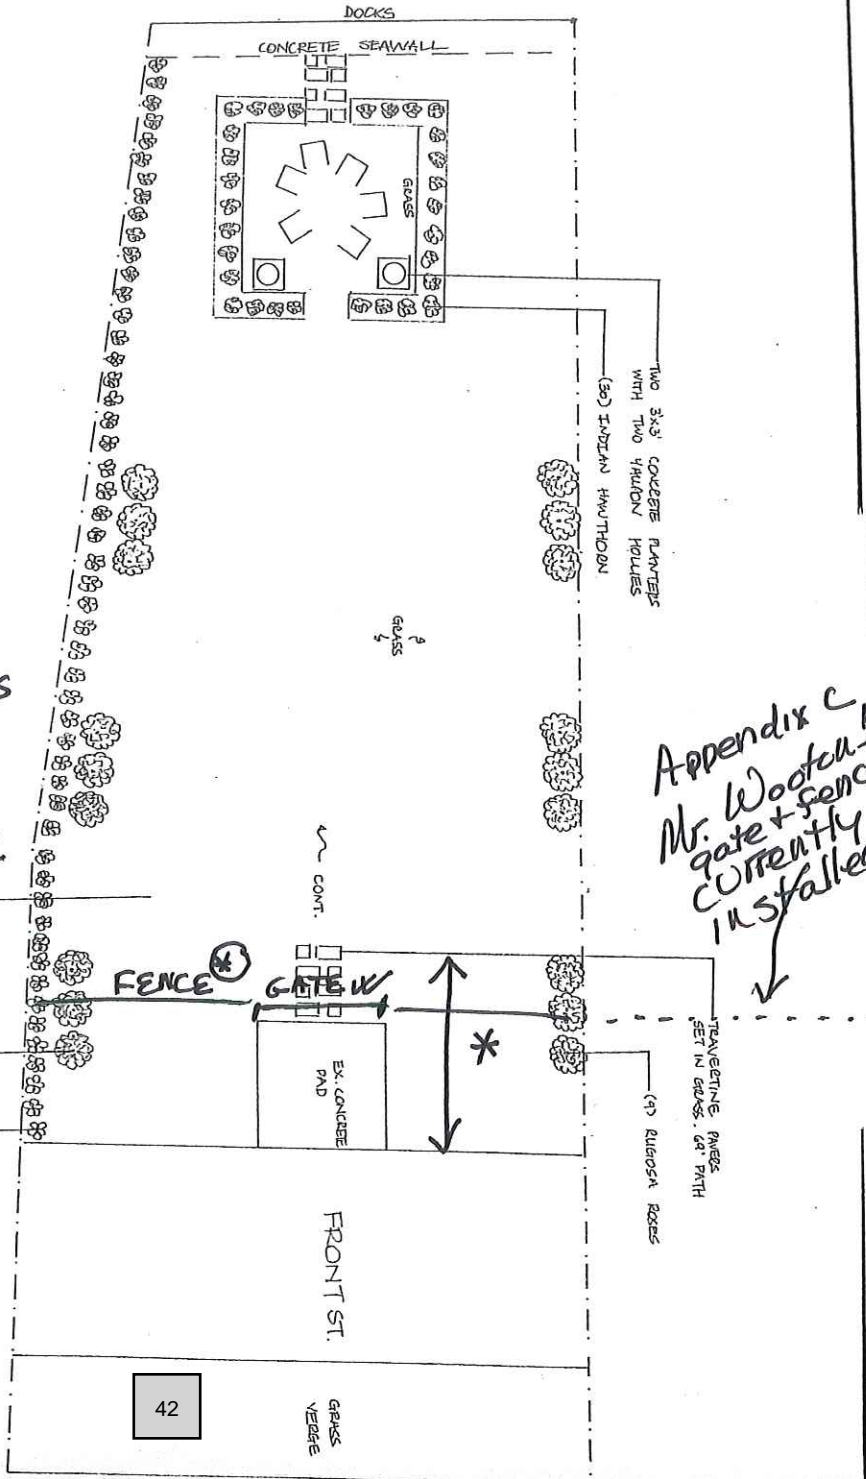 DOCKS
CONCRETE SEAWALL
GRASS
TWO 3'x3' CONCRETE PLANTERS
WITH TWO YAUPON HOLLIES
(30) INDIAN HAWTHORN
GRASS
S
Appendix C
Mr. Wooten
gate + fence
currently
installed
CONT.
FENCE *
GATE
*
EX. CONCRETE
PAD
TRAVERTINE PAVERS
SET IN GRASS. 68' PATH
(9) RUGOSA ROSES
FRONT ST.
GRASS
VERGE
42